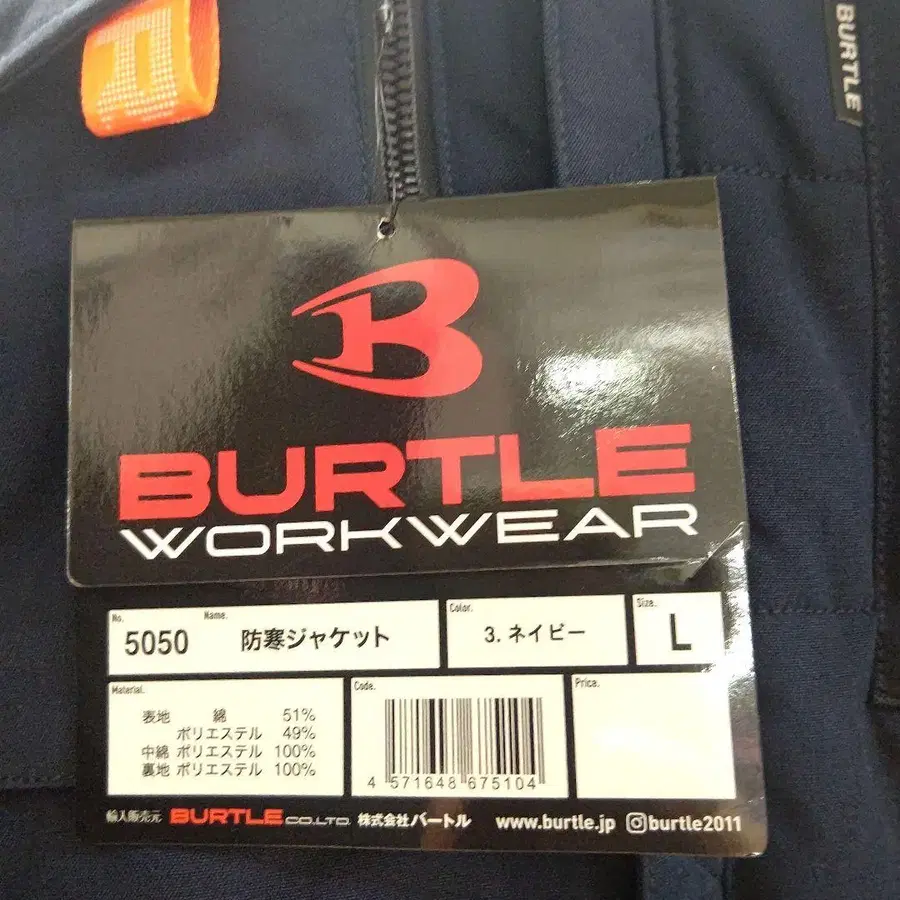 BURTLE
BURTLE
WORKWEAR
No. Name. Color. Size.
5050 防寒ジャケット 3. ネイビー L
Material. Code. Price.
表地 綿 51%
ポリエステル 49%
中綿 ポリエステル 100%
裏地 ポリエステル 100%
4 571648 675104
輸入販売元 BURTLE CO.LTD. 株式会社バートル www.burtle.jp burtle2011